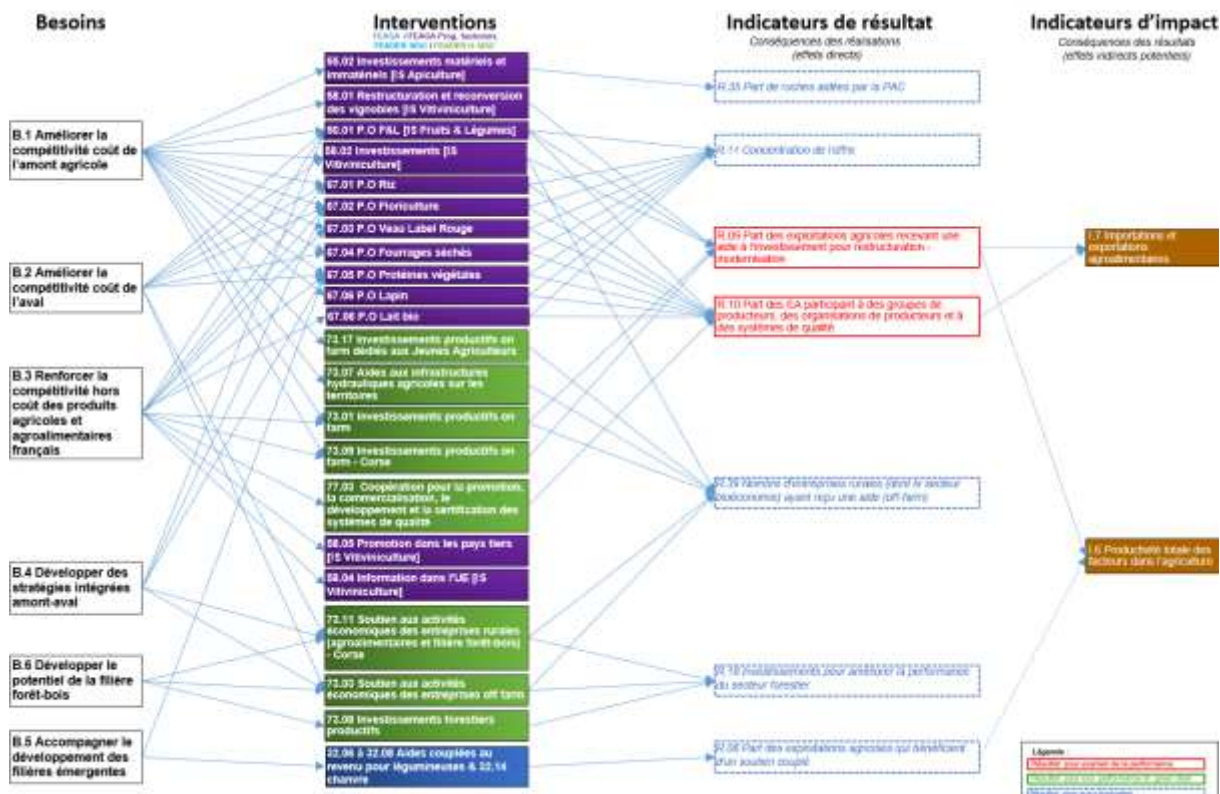 Besoins
Interventions
Indicateurs de résultat
Conséquences des réalisations
(effets directs)
Indicateurs d'impact
Conséquences des résultats
(effets indirects potentiels)
B.1 Améliorer la
compétitivité coût de
l'amont agricole
B.2 Améliorer la
compétitivité coût de
l'aval
B.3 Renforcer la
compétitivité hors
coût des produits
agricoles et
agroalimentaires
français
B.4 Développer des
stratégies intégrées
amont-aval
B.6 Développer le
potentiel de la filière
forêt-bois
B.5 Accompagner le
développement des
filières émergentes
55.02 Investissements matériels et
immatériels [IS Apiculture]
58.01 Restructuration et reconversion
des vignobles [IS Vitiviniculture]
50.01 P.O F&L [IS Fruits & Légumes]
58.02 Investissements [IS
Vitiviniculture]
67.01 P.O Riz
67.02 P.O Floriculture
67.03 P.O Veau Label Rouge
67.04 P.O Fourrages séchés
67.05 P.O Protéines végétales
67.06 P.O Lapin
67.08 P.O Lait bio
73.17 Investissements productifs on
farm dédiés aux Jeunes Agriculteurs
73.07 Aides aux infrastructures
hydrauliques agricoles sur les
territoires
73.01 Investissements productifs on
farm
73.09 Investissements productifs on
farm - Corse
77.03 Coopération pour la promotion,
la commercialisation, le
développement et la certification des
systèmes de qualité
58.05 Promotion dans les pays tiers
[IS Vitiviniculture]
58.04 Information dans l'UE [IS
Vitiviniculture]
73.11 Soutien aux activités
économiques des entreprises rurales
(agroalimentaires et filière forêt-bois)
- Corse
73.03 Soutien aux activités
économiques des entreprises off farm
73.08 Investissements forestiers
productifs
32.06 à 32.08 Aides couplées au
revenu pour légumineuses & 32.14
chanvre
R.35 Part de ruches aidées par la PAC
R.11 Concentration de l'offre
R.09 Part des exploitations agricoles recevant une
aide à l'investissement pour restructuration -
modernisation
R.10 Part des EA participant à des groupes de
producteurs, des organisations de producteurs et à
des systèmes de qualité
R.39 Nombre d'entreprises rurales (dont le secteur
bioéconomie) ayant reçu une aide (off-farm)
R.18 Investissements pour améliorer la performance
du secteur forestier
R.08 Part des exploitations agricoles qui bénéficient
d'un soutien couplé
I.7 Importations et
exportations
agroalimentaires
I.6 Productivité totale des
facteurs dans l'agriculture
Légende